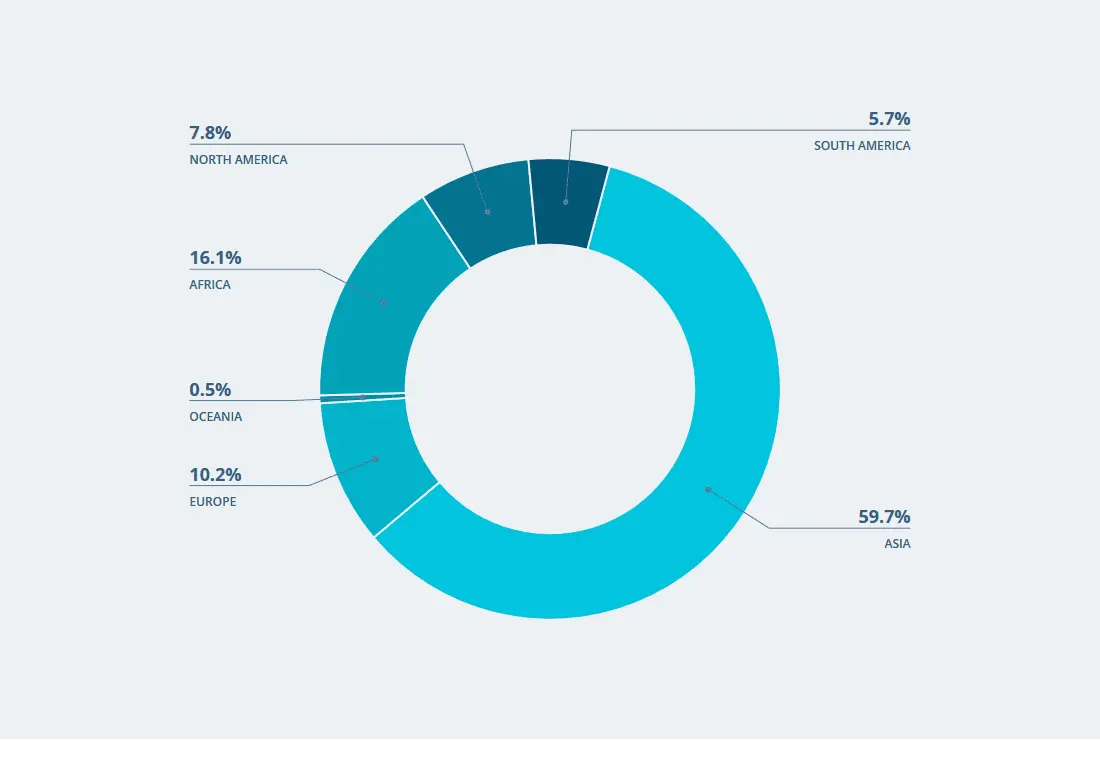 7.8%
NORTH AMERICA
5.7%
SOUTH AMERICA
16.1%
AFRICA
0.5%
OCEANIA
10.2%
EUROPE
59.7%
ASIA